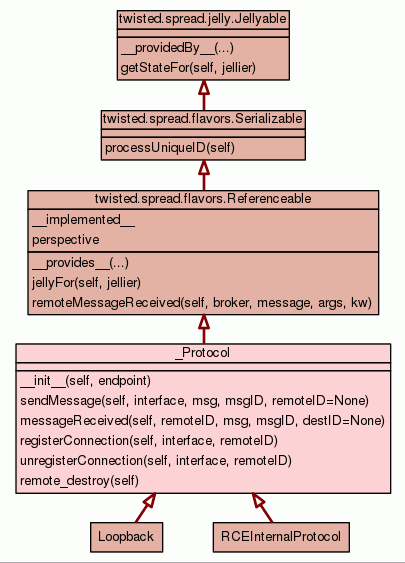 twisted.spread.jelly.Jellyable
__providedBy__(...)
getStateFor(self, jellier)
twisted.spread.flavors.Serializable
processUniqueID(self)
twisted.spread.flavors.Referenceable
__implemented__
perspective
__provides__(...)
jellyFor(self, jellier)
remoteMessageReceived(self, broker, message, args, kw)
_Protocol
__init__(self, endpoint)
sendMessage(self, interface, msg, msgID, remoteID=None)
messageReceived(self, remoteID, msg, msgID, destID=None)
registerConnection(self, interface, remoteID)
unregisterConnection(self, interface, remoteID)
remote_destroy(self)
Loopback
RCEInternalProtocol